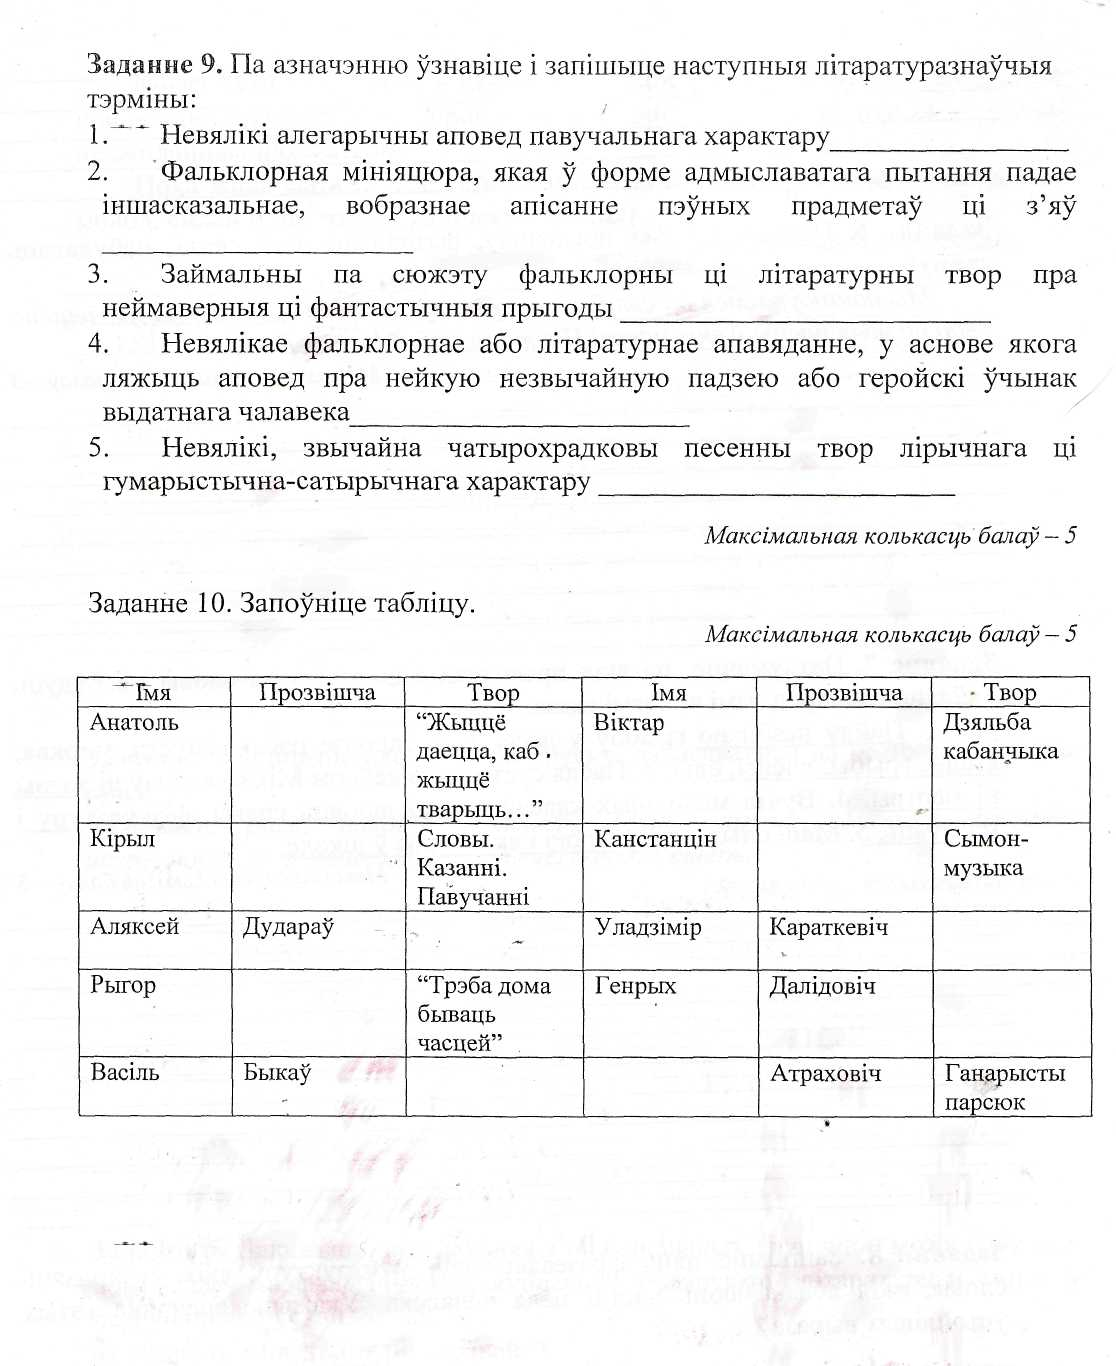 Заданне 9. Па азначэнню ўзнавіце і запішыце наступныя літаратуразнаўчыя
тэрміны:
1. Невялікі алегарычны аповед павучальнага характару_________________
2. Фальклорная мініяцюра, якая ў форме адмыславатага пытання падае
іншасказальнае, вобразнае апісанне пэўных прадметаў ці з’яў
______________________
3. Займальны па сюжэту фальклорны ці літаратурны твор пра
неймаверныя ці фантастычныя прыгоды __________________________
4. Невялікае фальклорнае або літаратурнае апавяданне, у аснове якога
ляжыць аповед пра нейкую незвычайную падзею або геройскі ўчынак
выдатнага чалавека________________________
5. Невялікі, звычайна чатырохрадковы песенны твор лірычнага ці
гумарыстычна-сатырычнага характару _________________________
Максімальная колькасць балаў – 5
Заданне 10. Запоўніце табліцу.
Максімальная колькасць балаў – 5
Імя Прозвішча Твор Імя Прозвішча Твор
Анатоль “Жыццё Віктар Дзяльба
даецца, каб кабанчыка
жыццё
тварыць…”
Кірыл Словы. Канстанцін Сымон-
Казанні. музыка
Павучанні
Аляксей Дудараў Уладзімір Караткевіч
Рыгор “Трэба дома Генрых Далідовіч
бываць
часцей”
Васіль Быкаў Атраховіч Ганарысты
парсюк